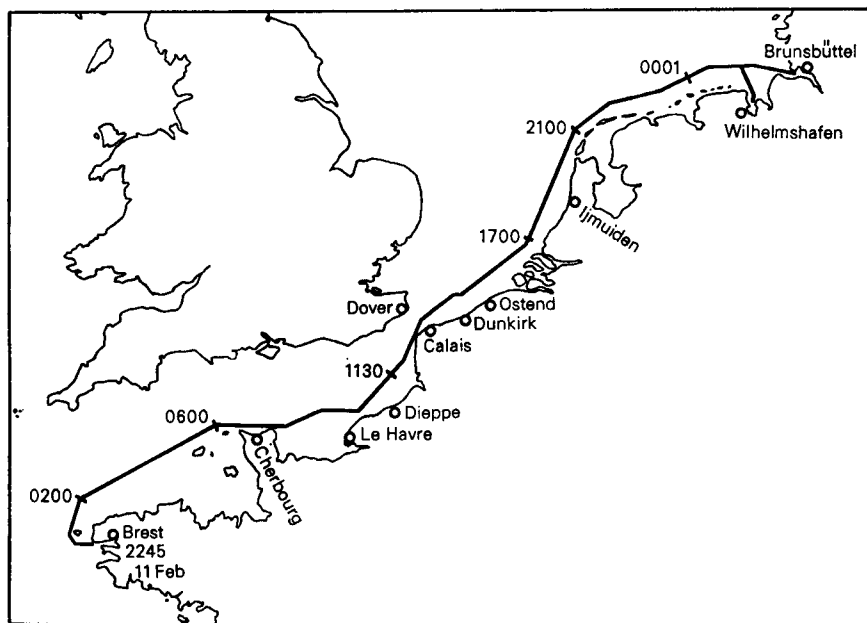 Brunsbüttel
0001
Wilhelmshafen
2100
Ijmuiden
1700
Ostend
Dover
Dunkirk
Calais
1130
Dieppe
0600
Le Havre
Cherbourg
0200
Brest
2245
11 Feb